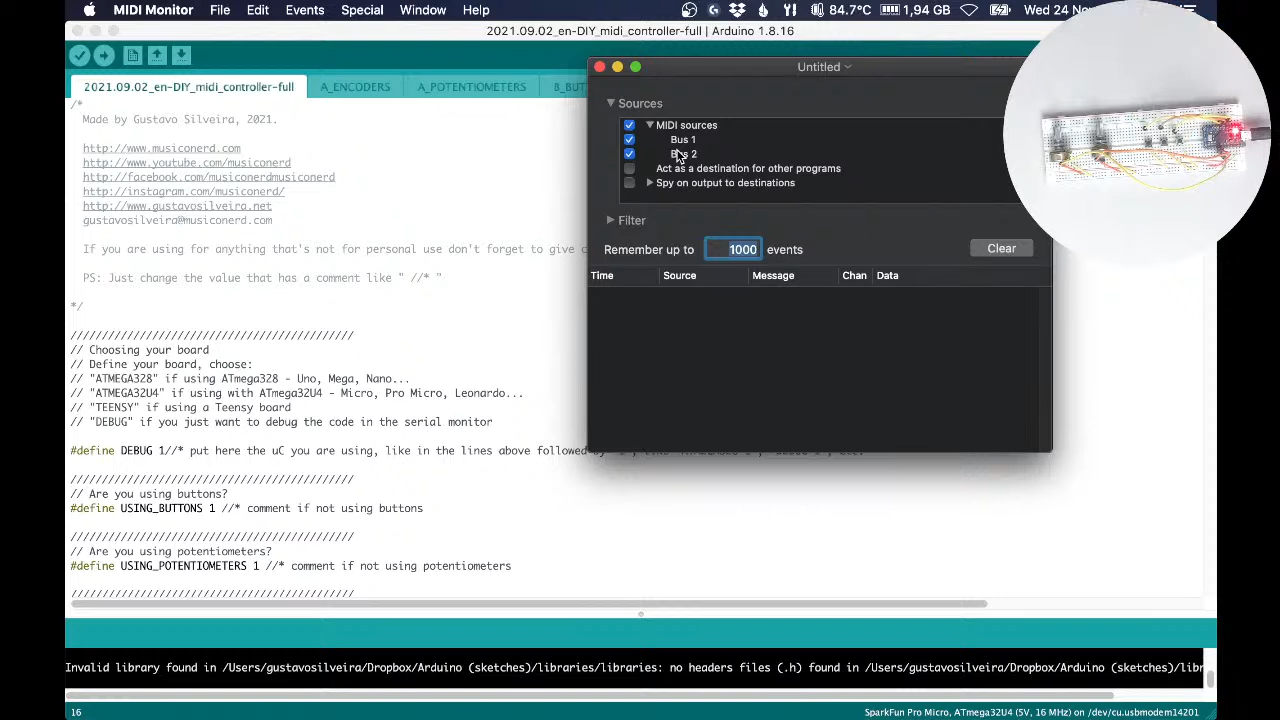 MIDI Monitor File Edit Events Special Window Help 84.7°C 1,94 GB Wed 24 Nov
2021.09.02_en-DIY_midi_controller-full | Arduino 1.8.16
2021.09.02_en-DIY_midi_controller-full A_ENCODERS A_POTENTIOMETERS
Untitled
Sources
MIDI sources
Bus 1
Bus 2
Act as a destination for other programs
Spy on output to destinations
Filter
Remember up to 1000 events Clear
Time Source Message Chan Data
/*
Made by Gustavo Silveira, 2021.
http://www.musiconerd.com
http://www.youtube.com/musiconerd
http://facebook.com/musiconerdmusiconerd
http://instagram.com/musiconerd/
http://www.gustavosilveira.net
gustavosilveira@musiconerd.com
If you are using for anything that's not for personal use don't forget to give
PS: Just change the value that has a comment like " //* "
*/
//////////////////////////////////////////////
// Choosing your board
// Define your board, choose:
// "ATMEGA328" if using ATmega328 - Uno, Mega, Nano...
// "ATMEGA32U4" if using with ATmega32U4 - Micro, Pro Micro, Leonardo...
// "TEENSY" if using a Teensy board
// "DEBUG" if you just want to debug the code in the serial monitor
#define DEBUG 1//* put here the uC you are using, like in the lines above followed
//////////////////////////////////////////////
// Are you using buttons?
#define USING_BUTTONS 1 //* comment if not using buttons
//////////////////////////////////////////////
// Are you using potentiometers?
#define USING_POTENTIOMETERS 1 //* comment if not using potentiometers
//////////////////////////////////////////////
Invalid library found in /Users/gustavosilveira/Dropbox/Arduino (sketches)/libraries/libraries: no headers files (.h) found in /Users/gustavosilveira/Dropbox/Arduino (sketches)/libr
16 SparkFun Pro Micro, ATmega32U4 (5V, 16 MHz) on /dev/cu.usbmodem14201